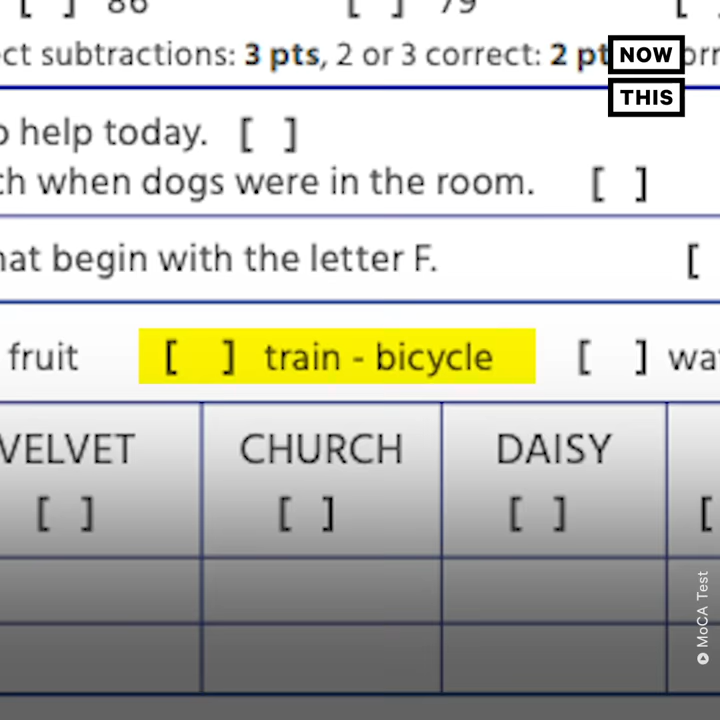 [ ] 86 [ ] 79 [
ct subtractions: 3 pts, 2 or 3 correct: 2 pt
NOW
THIS
help today. [ ]
ch when dogs were in the room. [ ]
hat begin with the letter F. [
fruit [ ] train - bicycle [ ] wa
VELVET CHURCH DAISY
[ ] [ ] [ ] [
MoCA Test